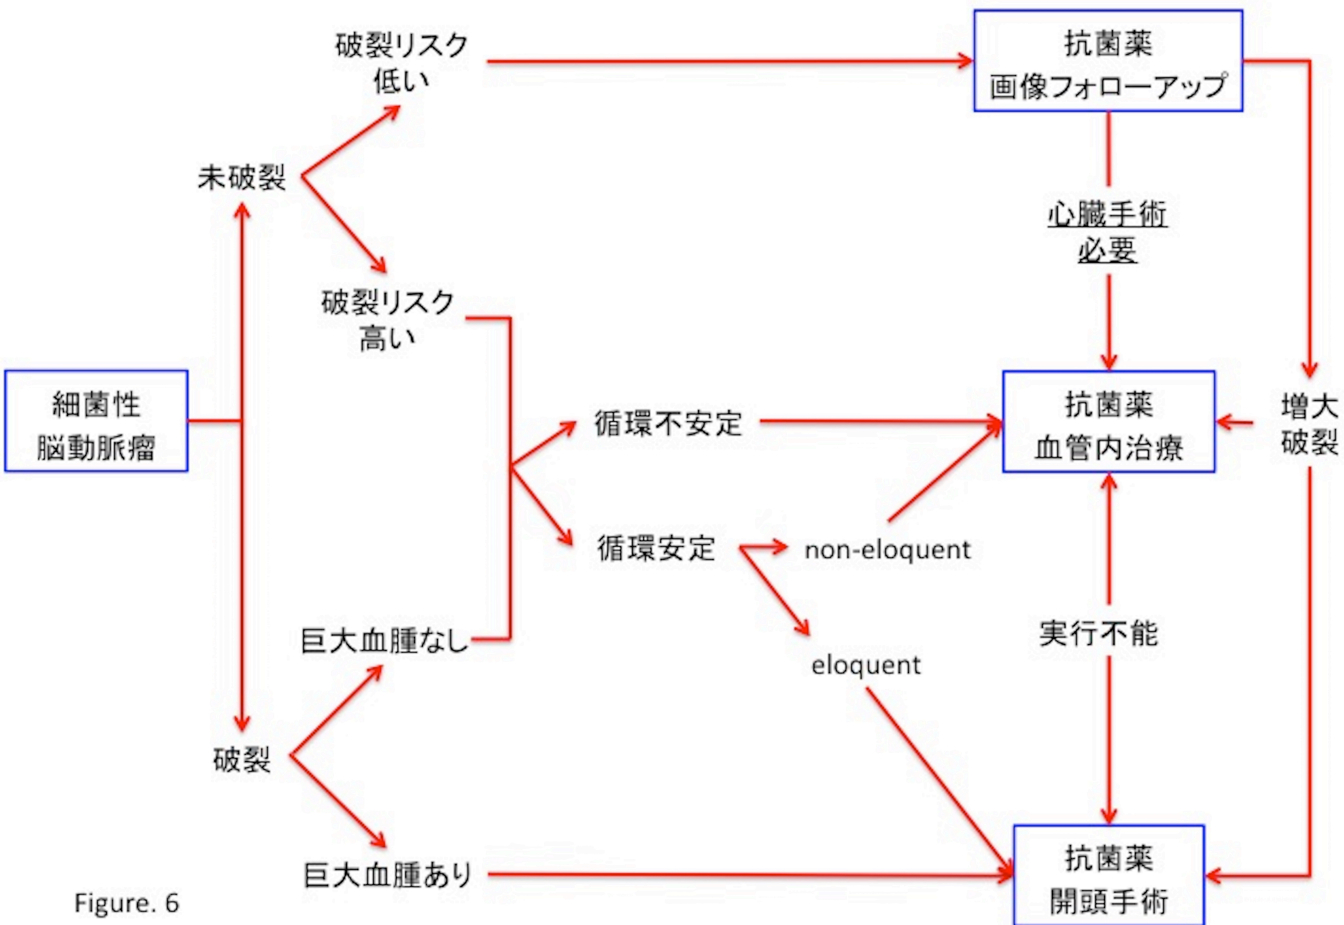 破裂リスク
低い
抗菌薬
画像フォローアップ
未破裂
心臓手術
必要
破裂リスク
高い
細菌性
脳動脈瘤
循環不安定
抗菌薬
血管内治療
増大
破裂
循環安定
non-eloquent
巨大血腫なし
実行不能
eloquent
破裂
巨大血腫あり
抗菌薬
開頭手術
Figure. 6